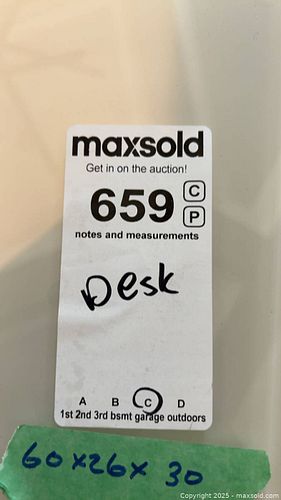 maxsold
Get in on the auction!
659 C
P
notes and measurements
Desk
A B C D
1st 2nd 3rd bsmt garage outdoors
60x26x 30
Copyright 2025 - maxsold.com